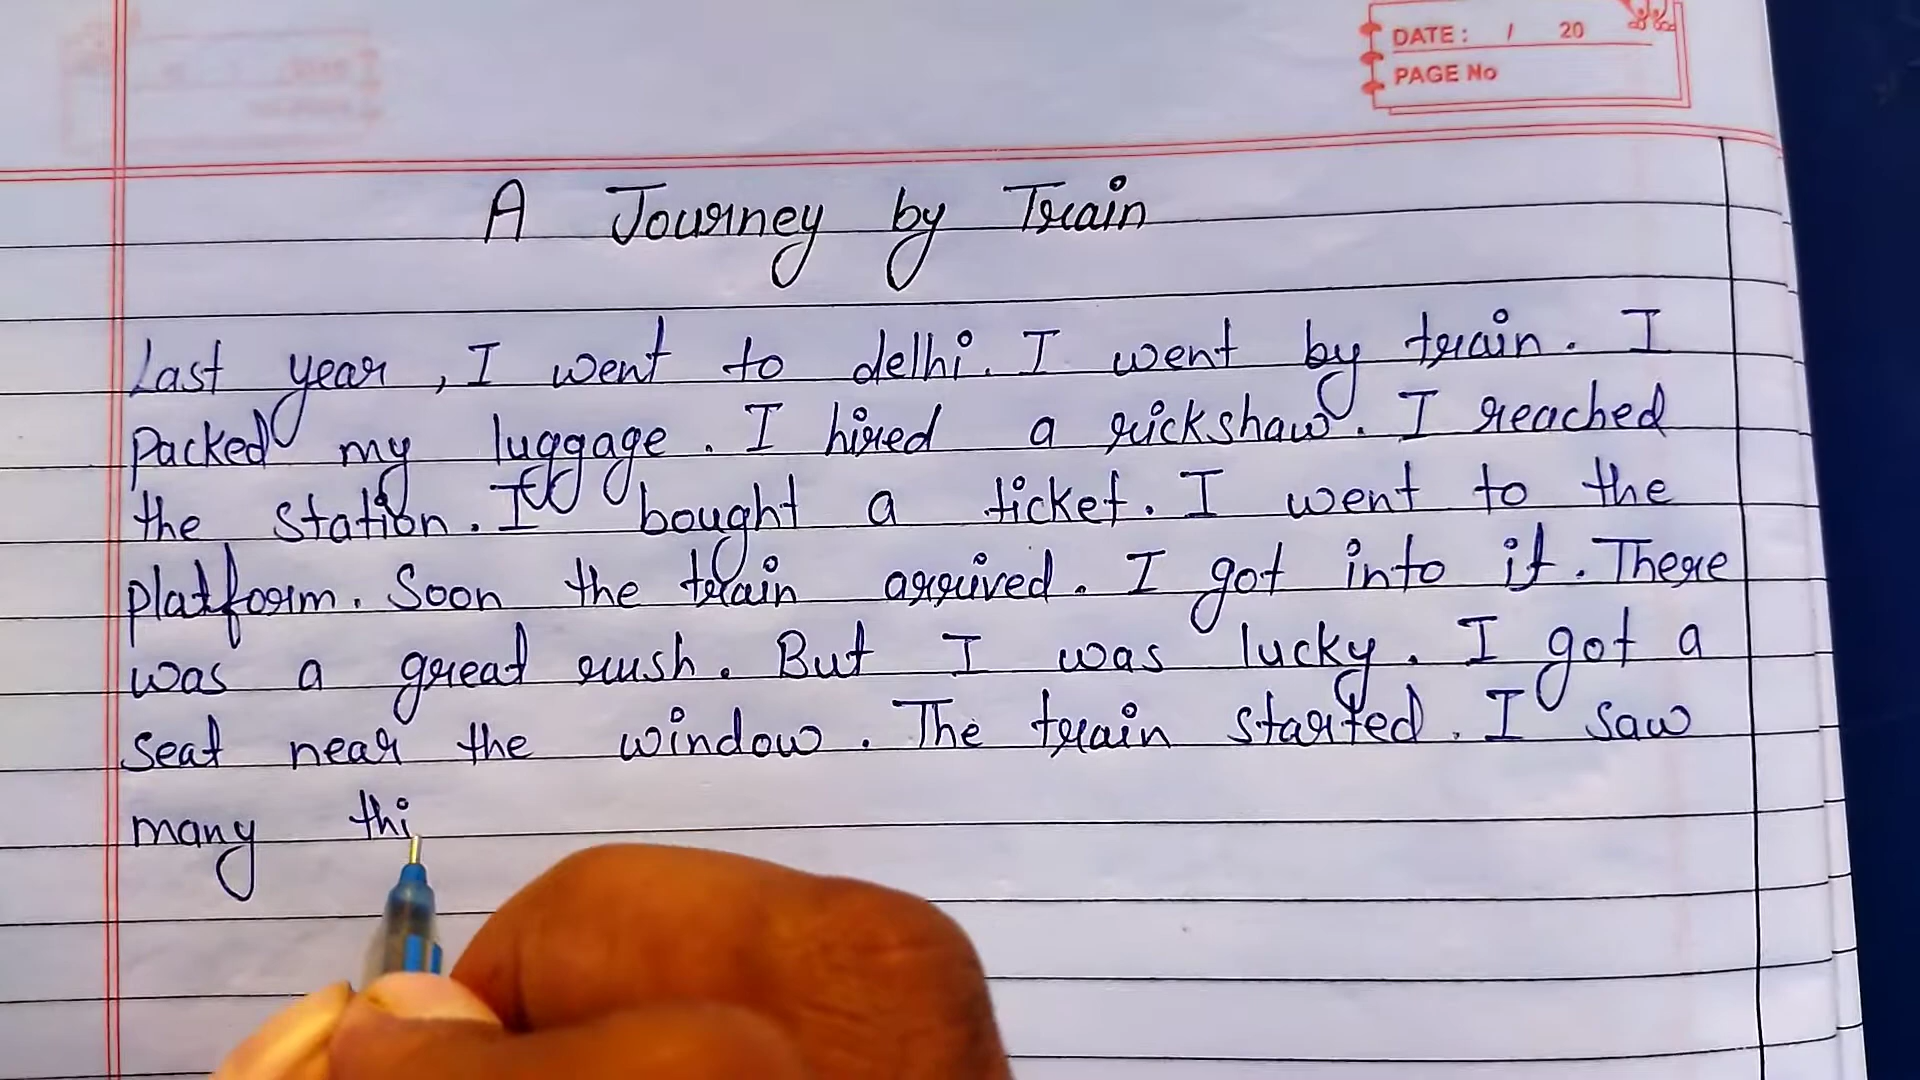 DATE: / 20
PAGE No
A Journey by Train
Last year, I went to delhi. I went by train. I
packed my luggage. I hired a rickshaw. I reached
the station. I bought a ticket. I went to the
platform. Soon the train arrived. I got into it. There
was a great rush. But I was lucky. I got a
seat near the window. The train started. I saw
many thi